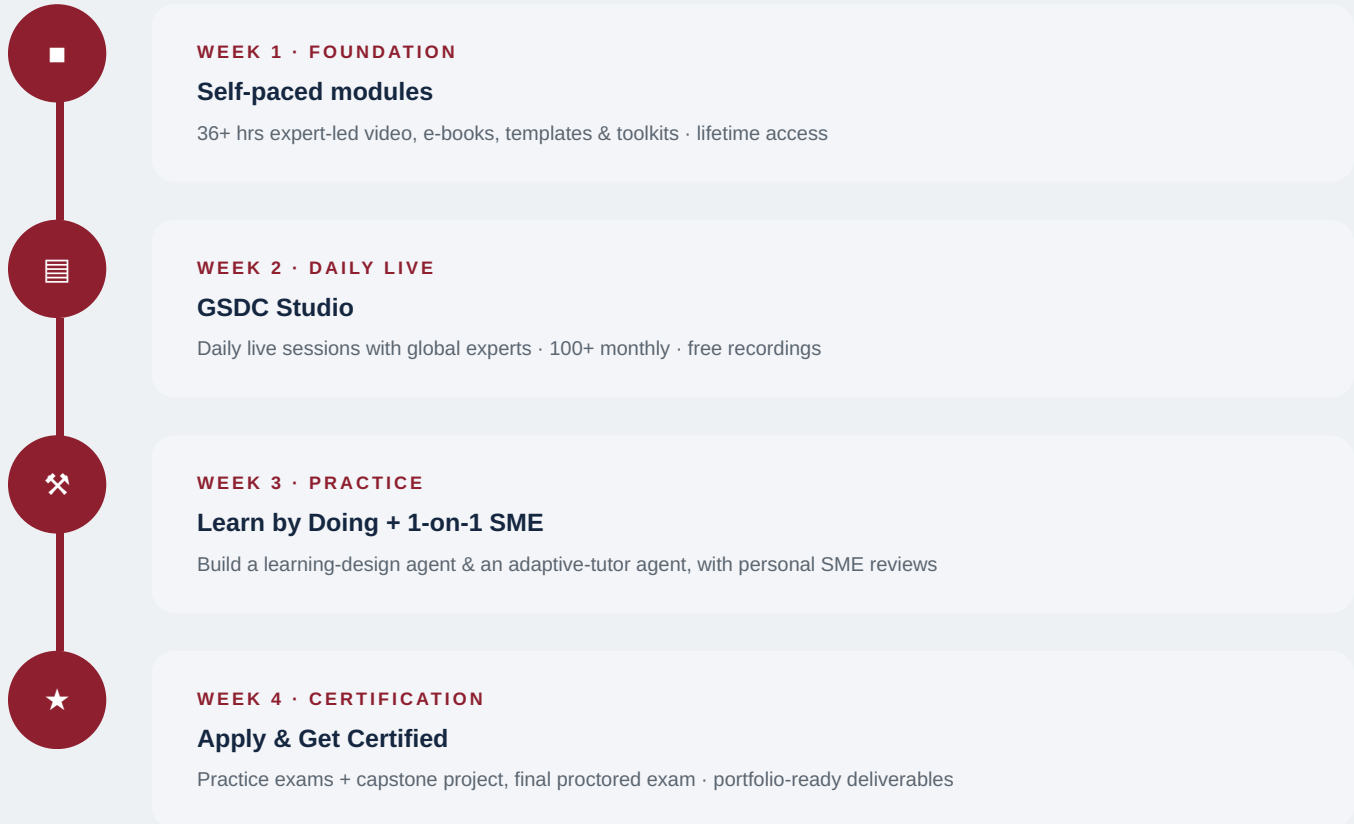 WEEK 1 · FOUNDATION
Self-paced modules
36+ hrs expert-led video, e-books, templates & toolkits · lifetime access
WEEK 2 · DAILY LIVE
GSDC Studio
Daily live sessions with global experts · 100+ monthly · free recordings
WEEK 3 · PRACTICE
Learn by Doing + 1-on-1 SME
Build a learning-design agent & an adaptive-tutor agent, with personal SME reviews
WEEK 4 · CERTIFICATION
Apply & Get Certified
Practice exams + capstone project, final proctored exam · portfolio-ready deliverables